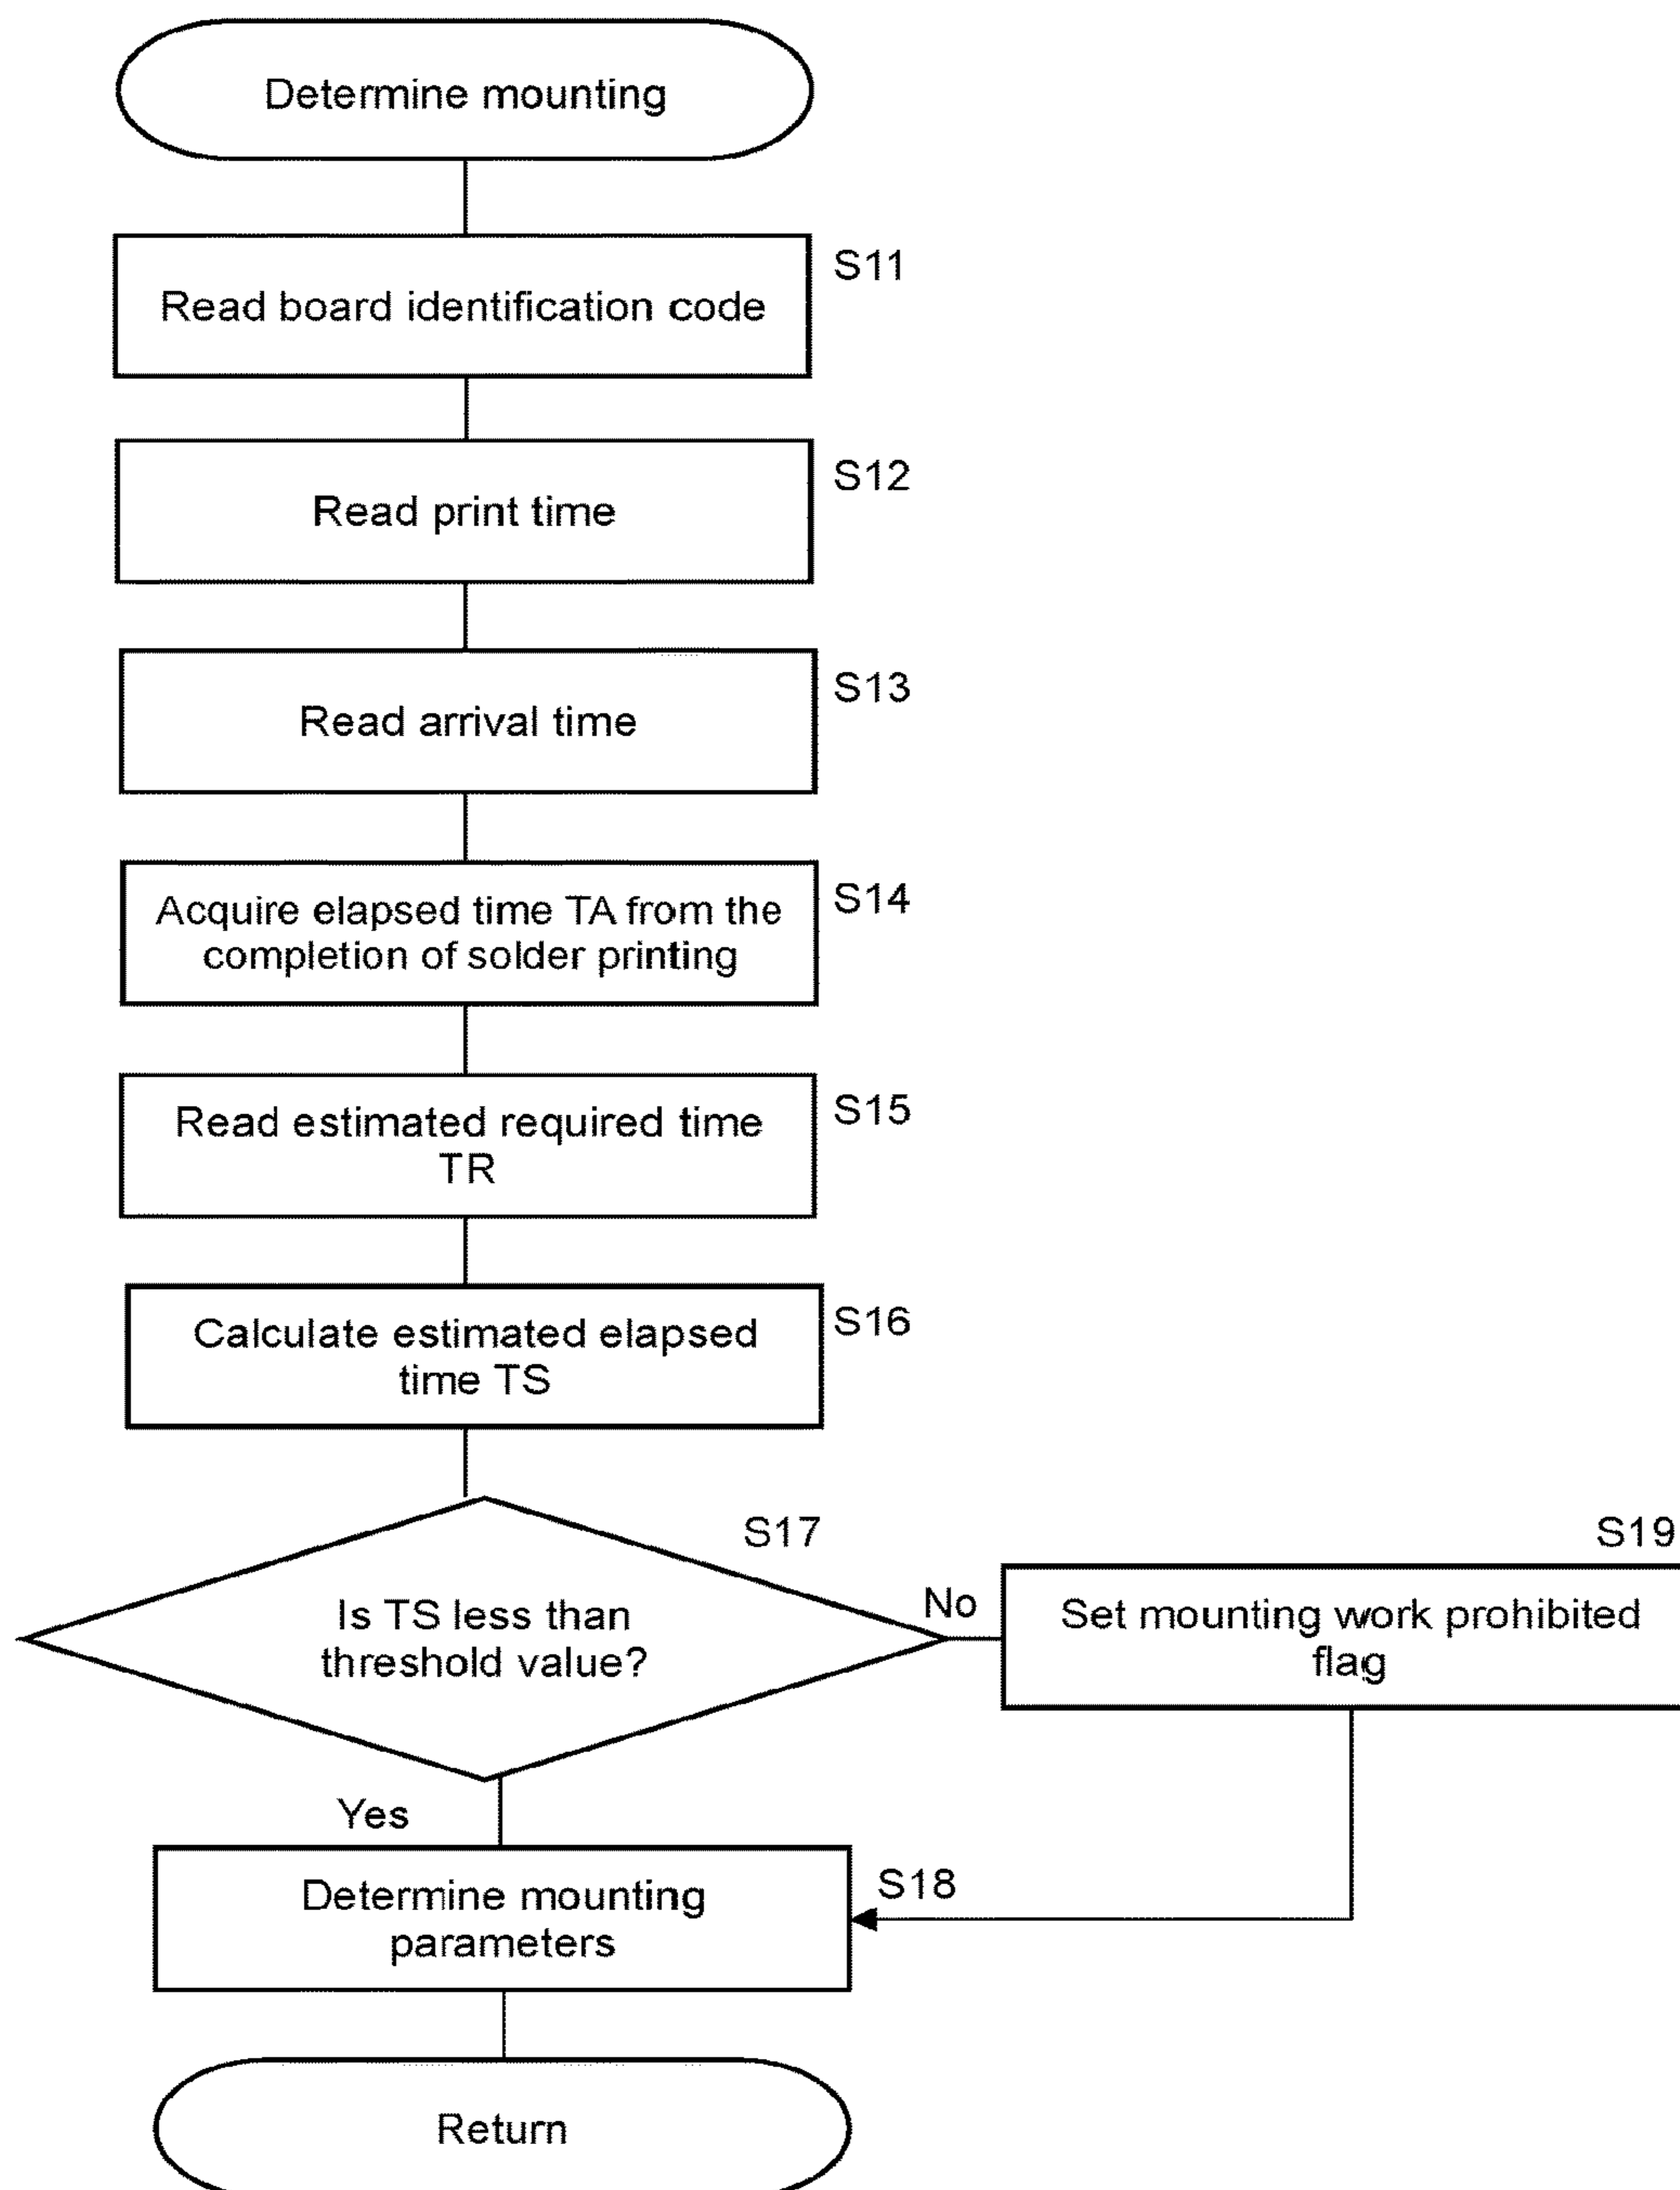 Determine mounting
S11
Read board identification code
S12
Read print time
S13
Read arrival time
S14
Acquire elapsed time TA from the
completion of solder printing
S15
Read estimated required time
TR
S16
Calculate estimated elapsed
time TS
S17
Is TS less than
threshold value?
No
S19
Set mounting work prohibited
flag
Yes
S18
Determine mounting
parameters
Return